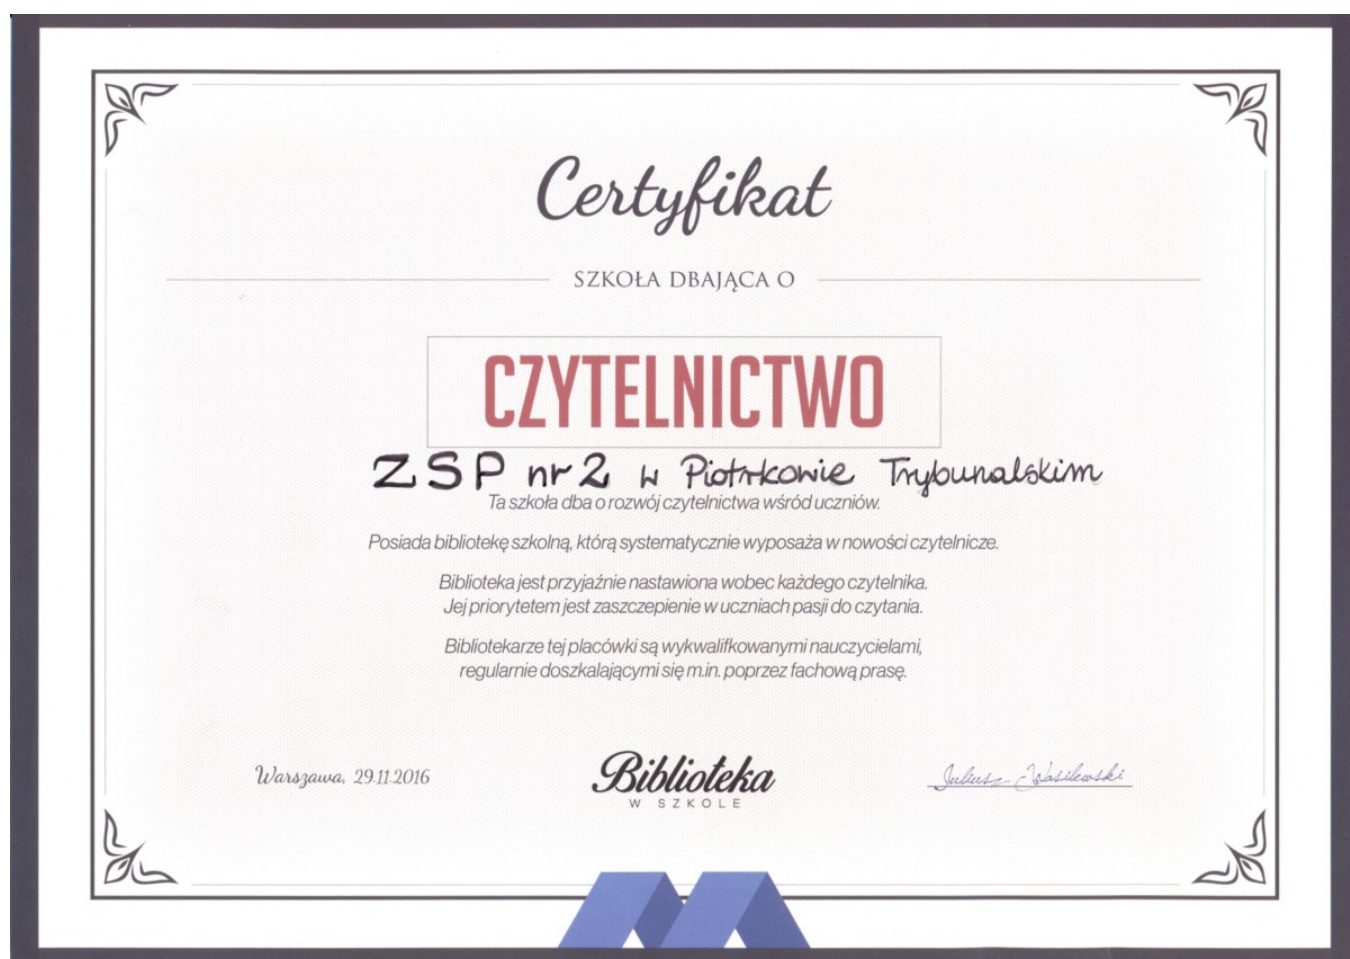 Certyfikat
SZKOŁA DBAJĄCA O
CZYTELNICTWO
ZSP nr 2 w Piotrkowie Trybunalskim
Ta szkoła dba o rozwój czytelnictwa wśród uczniów.
Posiada bibliotekę szkolną, którą systematycznie wyposaża w nowości czytelnicze.
Biblioteka jest przyjaźnie nastawiona wobec każdego czytelnika.
Jej priorytetem jest zaszczepienie w uczniach pasji do czytania.
Bibliotekarze tej placówki są wykwalifkowanymi nauczycielami,
regularnie doszkalającymi się m.in. poprzez fachową prasę.
Warszawa, 29.11.2016
Biblioteka
W SZKOLE
Juliusz Wasilewski